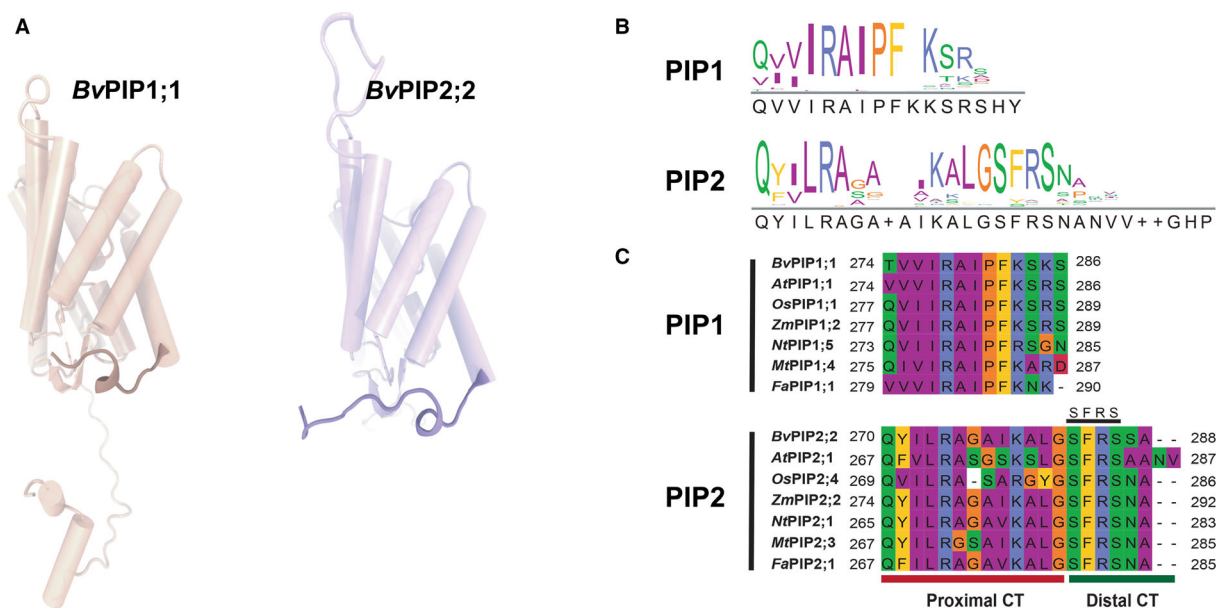 A
BvPIP1;1
BvPIP2;2
B
PIP1
QVVIRAIPFKSR
QVVIRAIPFKKSRSHY
PIP2
QYILRAGA.KALGSFRSNA
QYILRAGA+AIKALGSFRSNANVV++GHP
C
PIP1
BvPIP1;1 274 TVVIRAIPFKSKS 286
AtPIP1;1 274 VVVIRAIPFKSRS 286
OsPIP1;1 277 QVIIRAIPFKSRS 289
ZmPIP1;2 277 QVIIRAIPFKSRS 289
NtPIP1;5 273 QVIIRAIPFRSGN 285
MtPIP1;4 275 QIVIRAIPFKARD 287
FaPIP1;1 279 VVVIRAIPFKNK- 290
SFRS
PIP2
BvPIP2;2 270 QYILRAGAIKALGSFRSSA-- 288
AtPIP2;1 267 QFVLRASGSKSLGSFRSAANV 287
OsPIP2;4 269 QVILRA-SARGYGSFRSNA-- 286
ZmPIP2;2 274 QYILRAGAIKALGSFRSNA-- 292
NtPIP2;1 265 QYILRAGAVKALGSFRSNA-- 283
MtPIP2;3 267 QYILRGSAIKALGSFRSNA-- 285
FaPIP2;1 267 QFILRAGAVKALGSFRSNA-- 285
Proximal CT
Distal CT